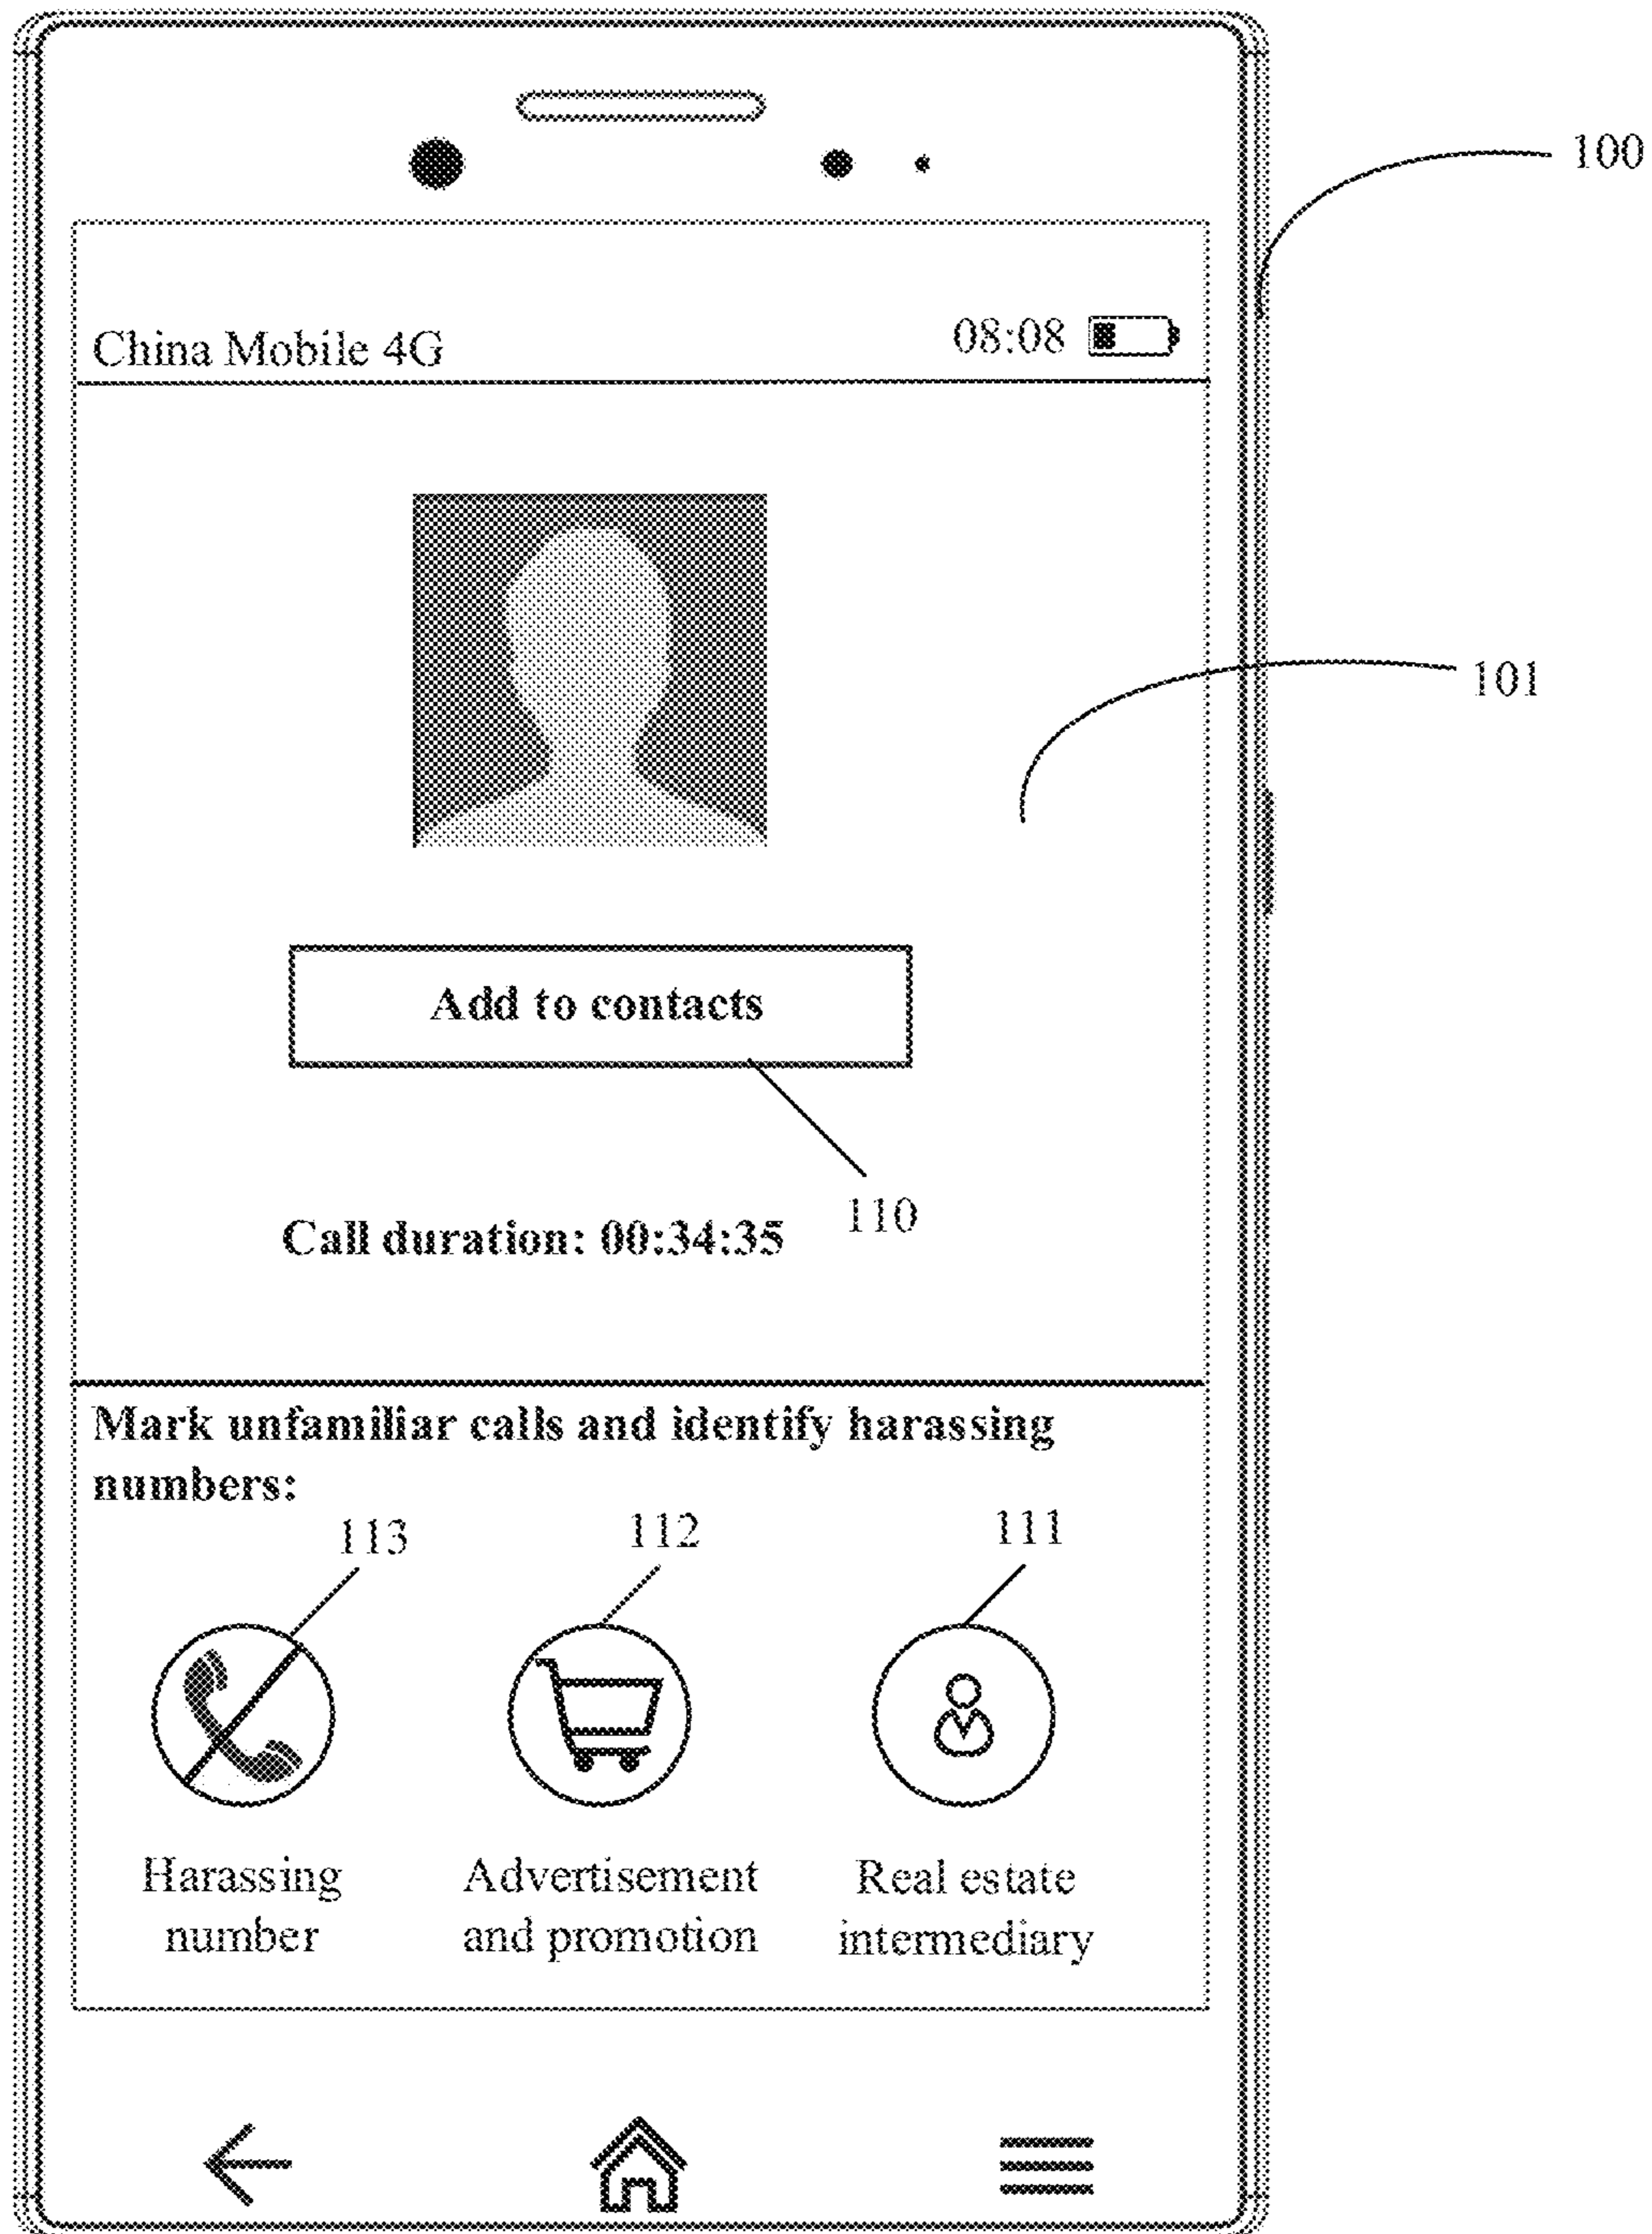 100
China Mobile 4G 08:08
101
Add to contacts
110
Call duration: 00:34:35
Mark unfamiliar calls and identify harassing
numbers:
113 112 111
Harassing Advertisement Real estate
number and promotion intermediary